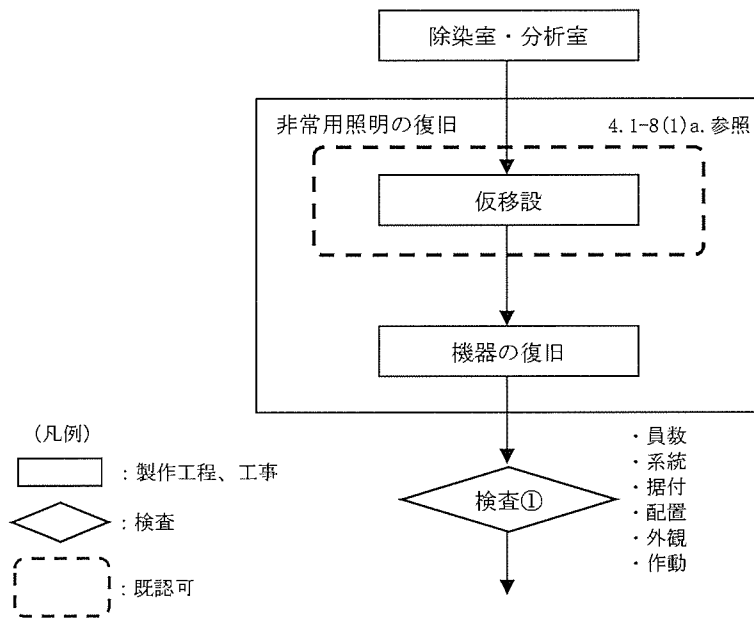 除染室・分析室
非常用照明の復旧
4.1-8(1)a.参照
仮移設
機器の復旧
検査①
・員数
・系統
・据付
・配置
・外観
・作動
(凡例)
：製作工程、工事
：検査
：既認可